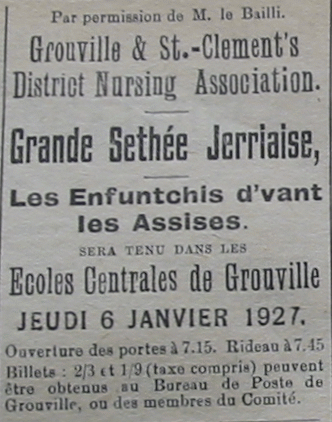 Par permission de M. le Bailli.
Grouville & St.-Clement's
District Nursing Association.
Grande Sethée Jerriaise,
Les Enfuntchis d'vant
les Assises.
SERA TENU DANS LES
Ecoles Centrales de Grouville
JEUDI 6 JANVIER 1927.
Ouverture des portes à 7.15. Rideau à 7.45
Billets : 2/3 et 1/9 (taxe compris) peuvent
être obtenus au Bureau de Poste de
Grouville, ou des membres du Comité.